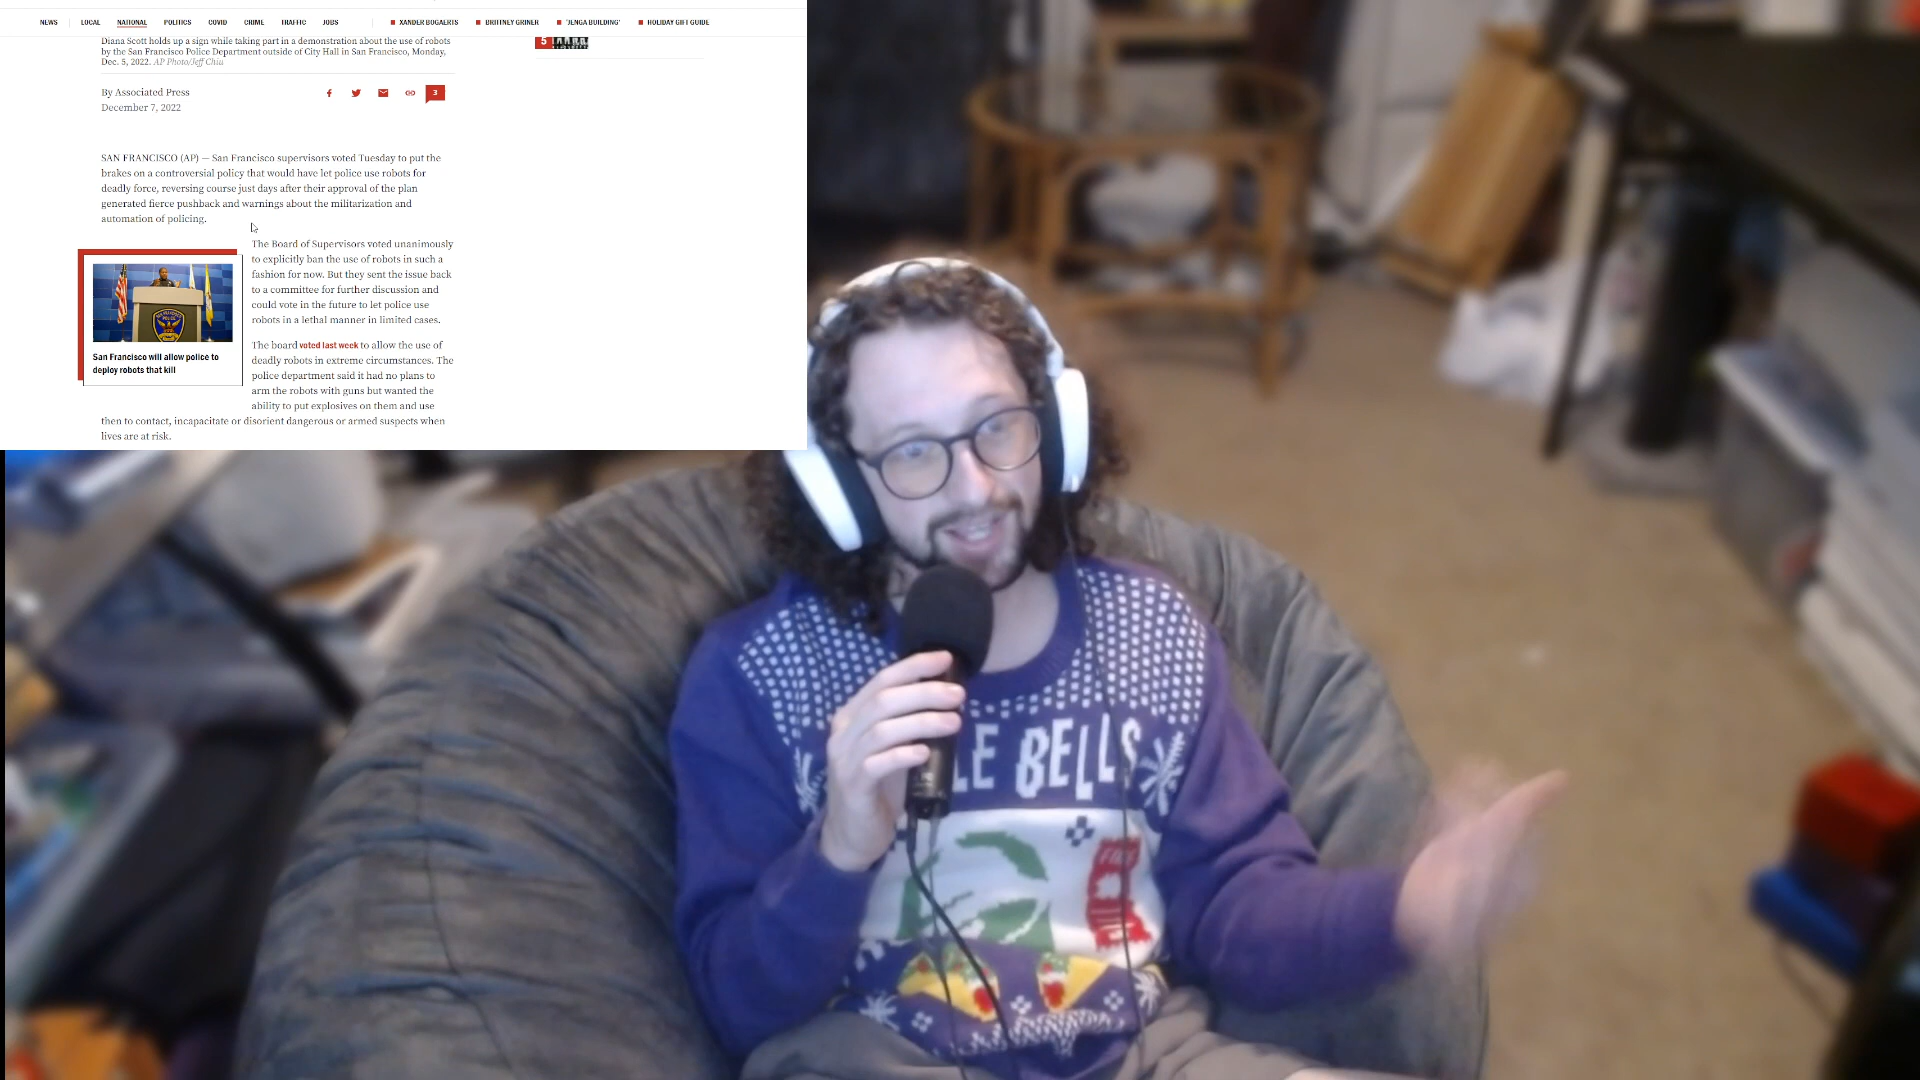 NEWS LOCAL NATIONAL POLITICS COVID CRIME TRAFFIC JOBS XANDER BOGAERTS BRITTNEY GRINER 'JENGA BUILDING' HOLIDAY GIFT GUIDE
Diana Scott holds up a sign while taking part in a demonstration about the use of robots
by the San Francisco Police Department outside of City Hall in San Francisco, Monday,
Dec. 5, 2022. AP Photo/Jeff Chiu
5
By Associated Press
3
December 7, 2022
SAN FRANCISCO (AP) — San Francisco supervisors voted Tuesday to put the
brakes on a controversial policy that would have let police use robots for
deadly force, reversing course just days after their approval of the plan
generated fierce pushback and warnings about the militarization and
automation of policing.
San Francisco will allow police to
deploy robots that kill
The Board of Supervisors voted unanimously
to explicitly ban the use of robots in such a
fashion for now. But they sent the issue back
to a committee for further discussion and
could vote in the future to let police use
robots in a lethal manner in limited cases.
The board voted last week to allow the use of
deadly robots in extreme circumstances. The
police department said it had no plans to
arm the robots with guns but wanted the
ability to put explosives on them and use
then to contact, incapacitate or disorient dangerous or armed suspects when
lives are at risk.
LE BELLS